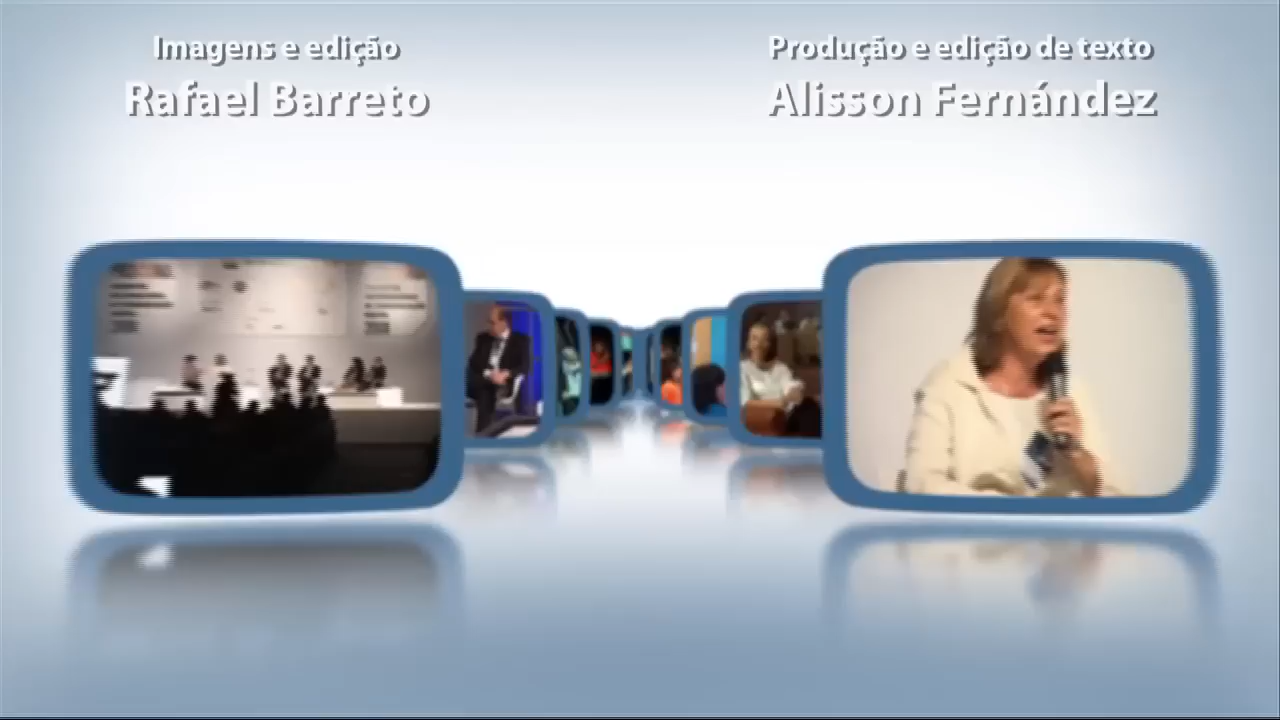 Imagens e edição
Rafael Barreto
Produção e edição de texto
Alisson Fernández